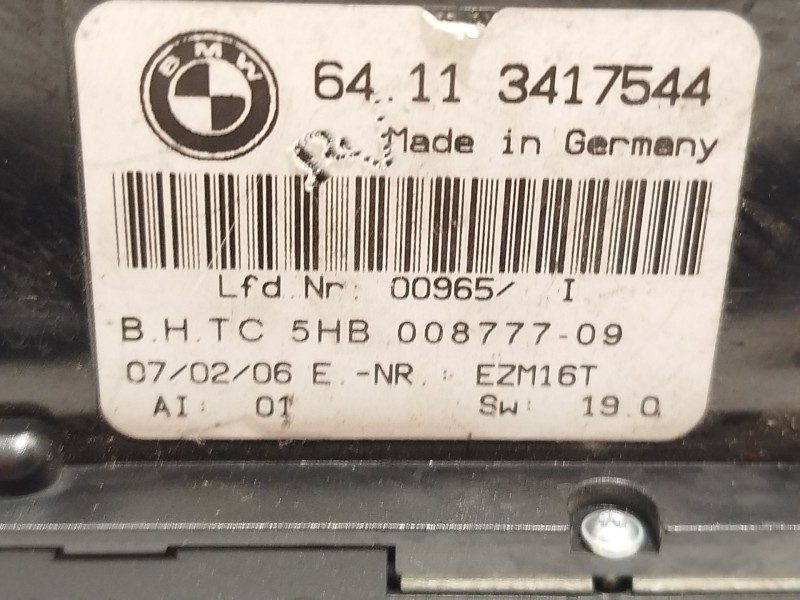 BMW
64.11 3417544
Made in Germany
Lfd.Nr: 00965/ I
B.H.TC 5HB 008777-09
07/02/06 E.-NR.: EZM16T
AI: 01 Sw: 19.0